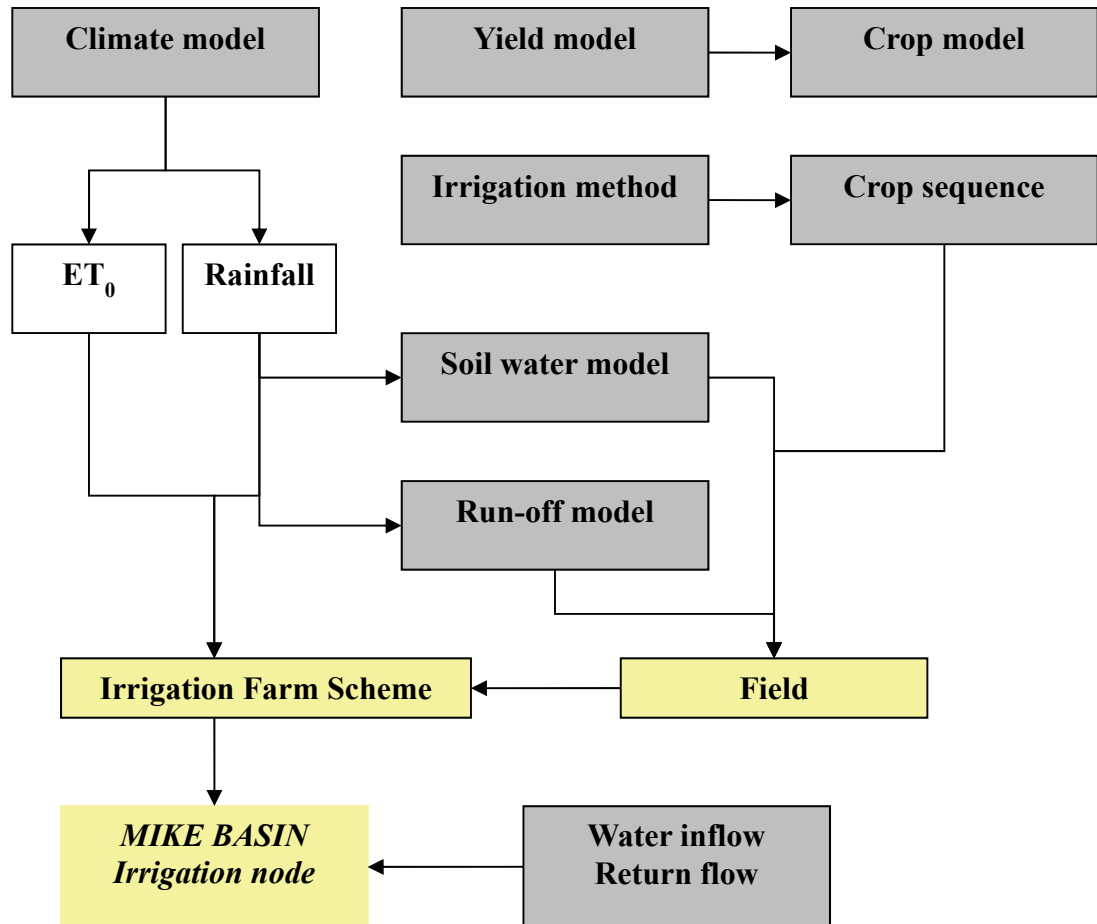 Climate model
Yield model
Crop model
Irrigation method
Crop sequence
ET₀
Rainfall
Soil water model
Run-off model
Irrigation Farm Scheme
Field
MIKE BASIN
Irrigation node
Water inflow
Return flow